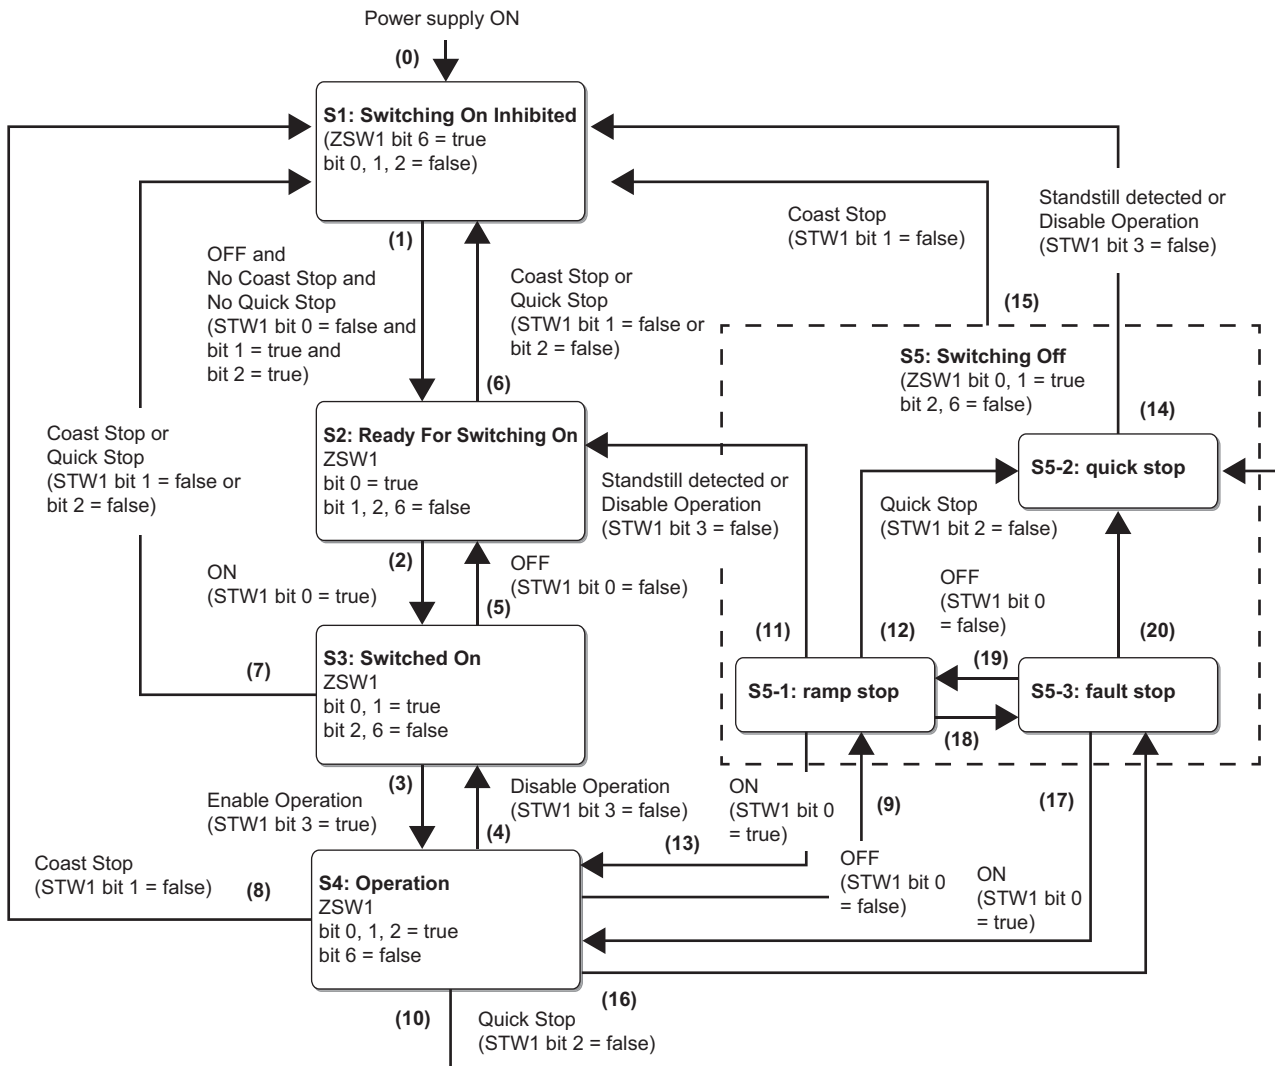 Power supply ON
(0)
S1: Switching On Inhibited
(ZSW1 bit 6 = true
bit 0, 1, 2 = false)
(1)
OFF and
No Coast Stop and
No Quick Stop
(STW1 bit 0 = false and
bit 1 = true and
bit 2 = true)
Coast Stop or
Quick Stop
(STW1 bit 1 = false or
bit 2 = false)
(6)
Coast Stop
(STW1 bit 1 = false)
(15)
Standstill detected or
Disable Operation
(STW1 bit 3 = false)
S5: Switching Off
(ZSW1 bit 0, 1 = true
bit 2, 6 = false)
(14)
S2: Ready For Switching On
ZSW1
bit 0 = true
bit 1, 2, 6 = false
Coast Stop or
Quick Stop
(STW1 bit 1 = false or
bit 2 = false)
Standstill detected or
Disable Operation
(STW1 bit 3 = false)
S5-2: quick stop
Quick Stop
(STW1 bit 2 = false)
(2)
ON
(STW1 bit 0 = true)
OFF
(STW1 bit 0 = false)
(5)
OFF
(STW1 bit 0
= false)
(11)
(12)
(20)
(19)
S3: Switched On
ZSW1
bit 0, 1 = true
bit 2, 6 = false
(7)
S5-1: ramp stop
S5-3: fault stop
(18)
(3)
Enable Operation
(STW1 bit 3 = true)
Disable Operation
(STW1 bit 3 = false)
(4)
ON
(STW1 bit 0
= true)
(13)
(9)
(17)
OFF
(STW1 bit 0
= false)
ON
(STW1 bit 0
= true)
Coast Stop
(STW1 bit 1 = false)
(8)
S4: Operation
ZSW1
bit 0, 1, 2 = true
bit 6 = false
(16)
(10)
Quick Stop
(STW1 bit 2 = false)